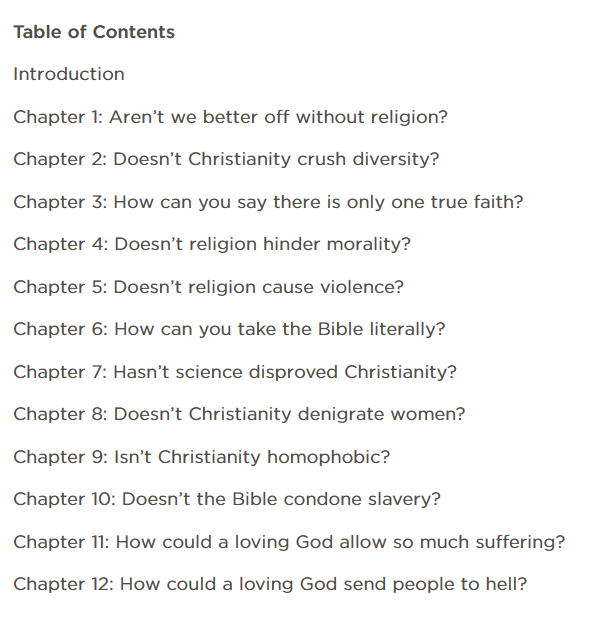 Table of Contents
Introduction
Chapter 1: Aren’t we better off without religion?
Chapter 2: Doesn’t Christianity crush diversity?
Chapter 3: How can you say there is only one true faith?
Chapter 4: Doesn’t religion hinder morality?
Chapter 5: Doesn’t religion cause violence?
Chapter 6: How can you take the Bible literally?
Chapter 7: Hasn’t science disproved Christianity?
Chapter 8: Doesn’t Christianity denigrate women?
Chapter 9: Isn’t Christianity homophobic?
Chapter 10: Doesn’t the Bible condone slavery?
Chapter 11: How could a loving God allow so much suffering?
Chapter 12: How could a loving God send people to hell?